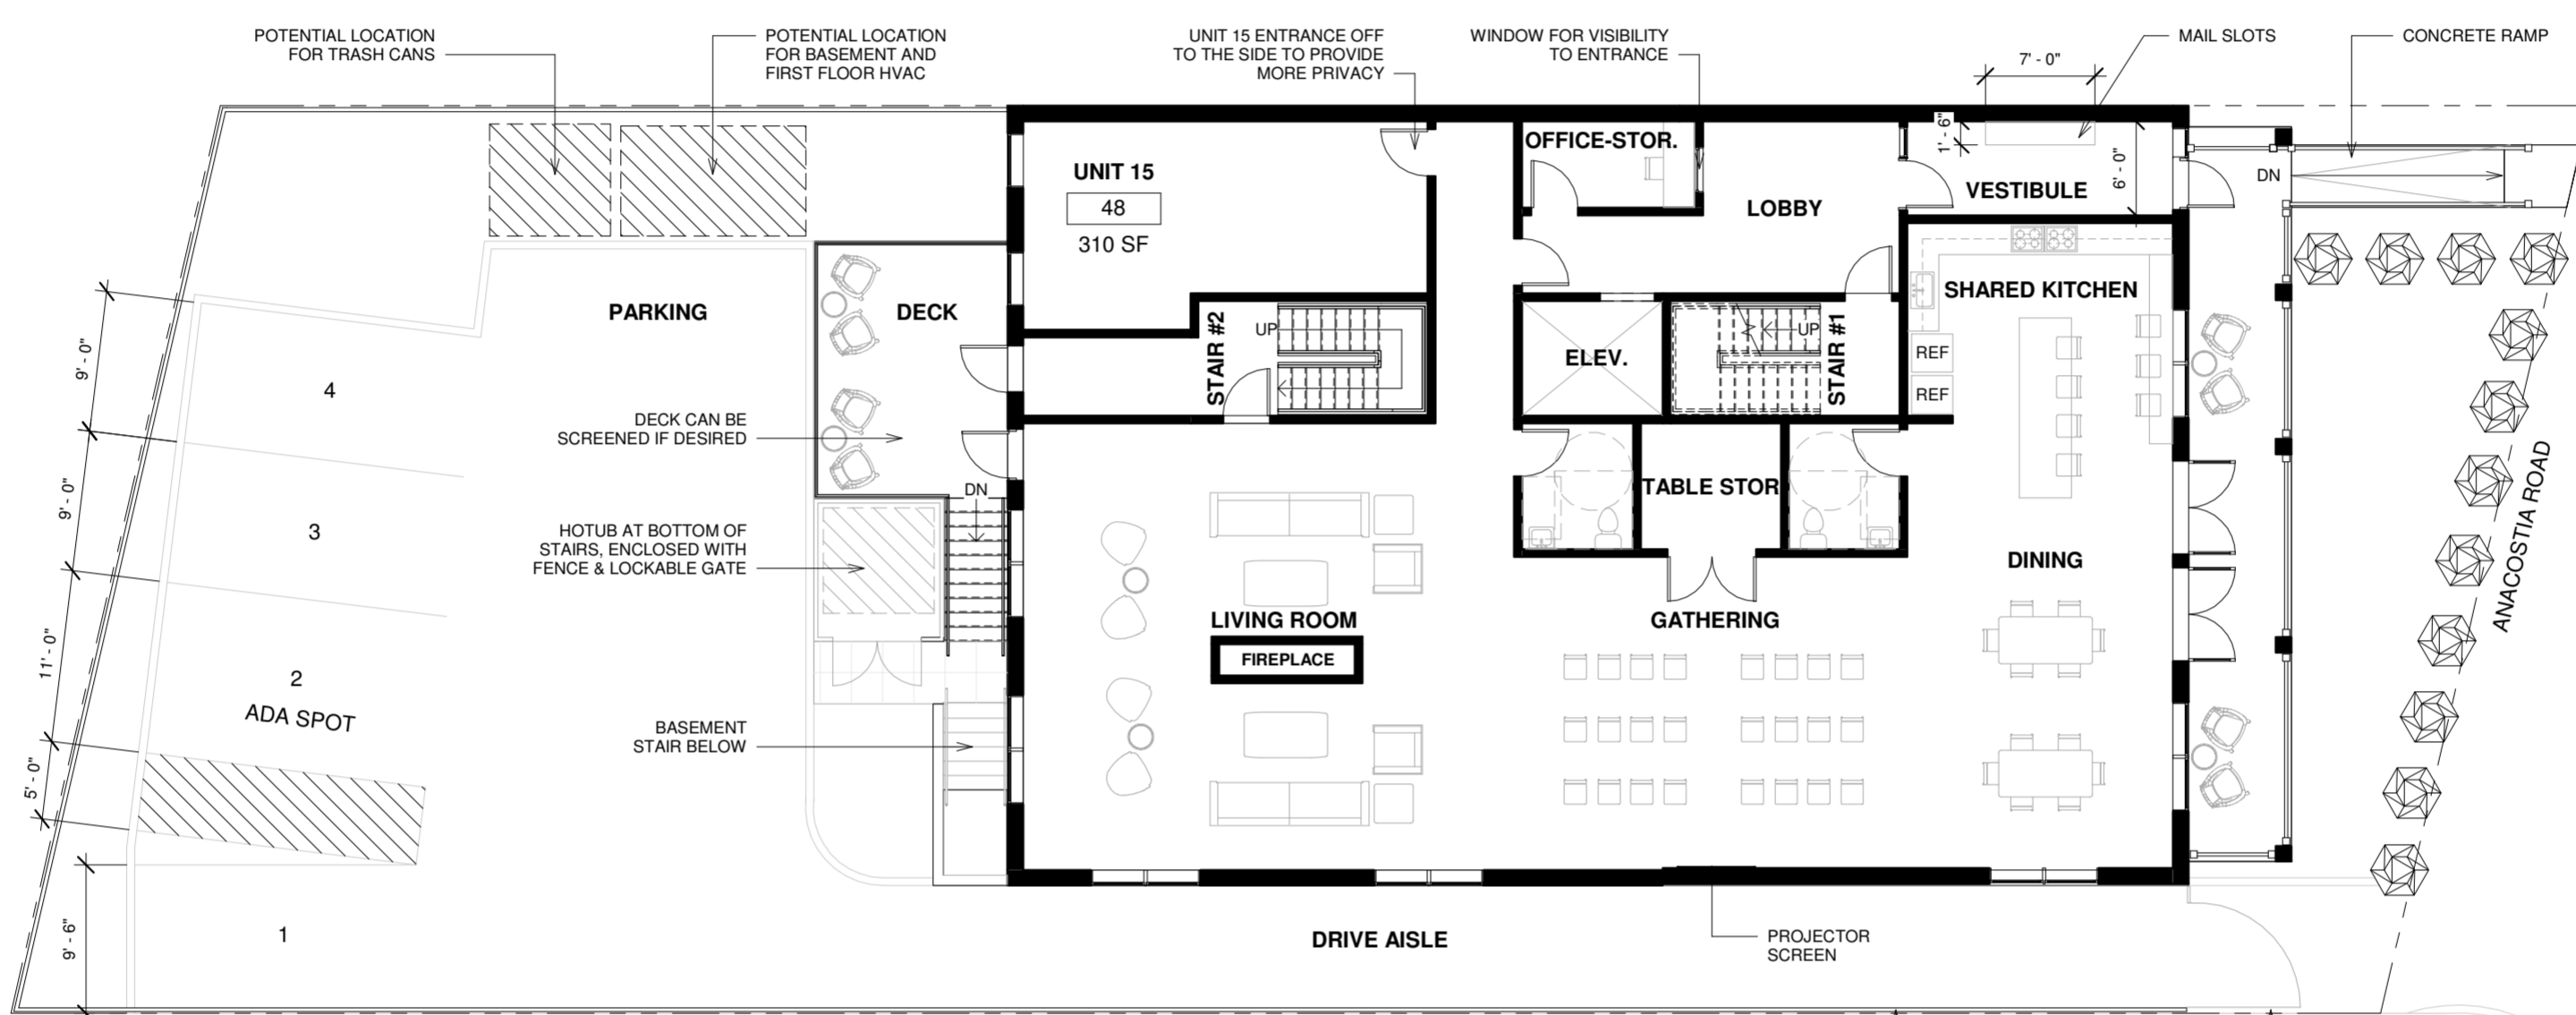 POTENTIAL LOCATION
FOR TRASH CANS
POTENTIAL LOCATION
FOR BASEMENT AND
FIRST FLOOR HVAC
UNIT 15 ENTRANCE OFF
TO THE SIDE TO PROVIDE
MORE PRIVACY
WINDOW FOR VISIBILITY
TO ENTRANCE
MAIL SLOTS
CONCRETE RAMP
7' - 0"
1' - 6"
6' - 0"
OFFICE-STOR.
UNIT 15
48
310 SF
LOBBY
VESTIBULE
DN
PARKING
DECK
STAIR #2
UP
ELEV.
UP
STAIR #1
SHARED KITCHEN
REF
REF
9' - 0"
4
DECK CAN BE
SCREENED IF DESIRED
9' - 0"
3
DN
HOTUB AT BOTTOM OF
STAIRS, ENCLOSED WITH
FENCE & LOCKABLE GATE
TABLE STOR
DINING
ANACOSTIA ROAD
11' - 0"
2
ADA SPOT
LIVING ROOM
FIREPLACE
GATHERING
BASEMENT
STAIR BELOW
5' - 0"
9' - 6"
1
DRIVE AISLE
PROJECTOR
SCREEN